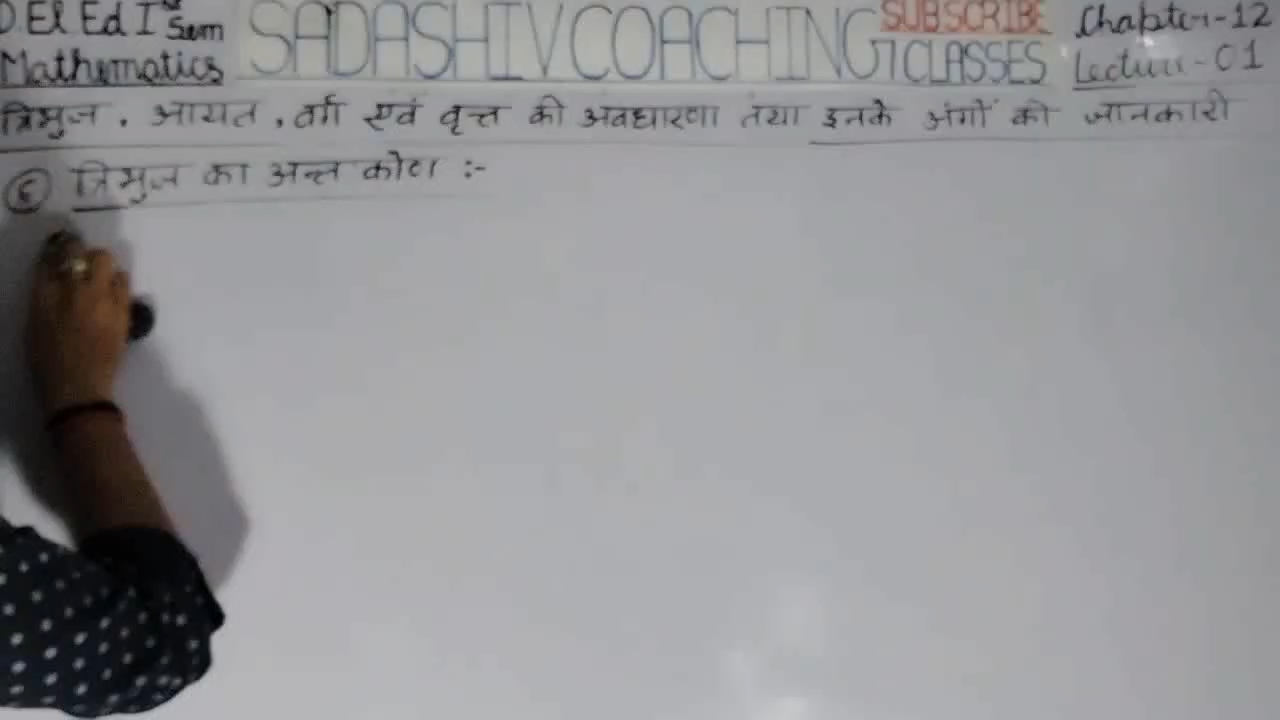 D.El Ed Ist Sem
Mathematics
SADASHIV COACHING CLASSES
SUBSCRIBE
Chapter-12
Lecture-01
त्रिभुज, आयत, वर्ग एवं वृत्त की अवधारणा तथा इनके अंगों की जानकारी
त्रिभुज का अन्त कोण :-